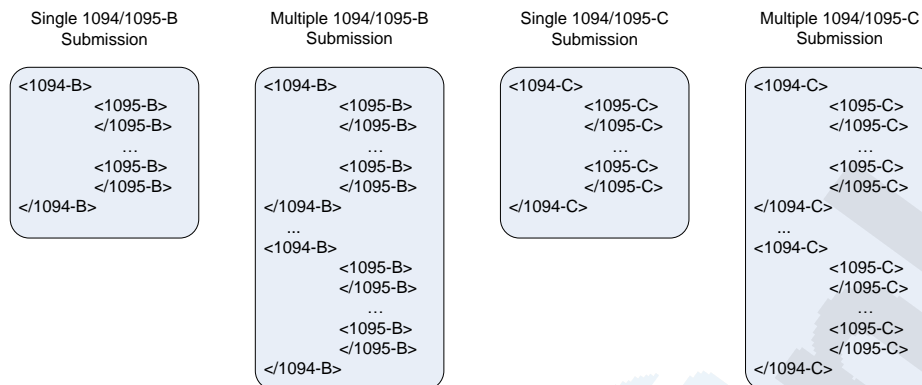 Single 1094/1095-B
Submission
<1094-B>
<1095-B>
</1095-B>
…
<1095-B>
</1095-B>
</1094-B>
Multiple 1094/1095-B
Submission
<1094-B>
<1095-B>
</1095-B>
…
<1095-B>
</1095-B>
</1094-B>
...
<1094-B>
<1095-B>
</1095-B>
…
<1095-B>
</1095-B>
</1094-B>
Single 1094/1095-C
Submission
<1094-C>
<1095-C>
</1095-C>
…
<1095-C>
</1095-C>
</1094-C>
Multiple 1094/1095-C
Submission
<1094-C>
<1095-C>
</1095-C>
…
<1095-C>
</1095-C>
</1094-C>
...
<1094-C>
<1095-C>
</1095-C>
…
<1095-C>
</1095-C>
</1094-C>